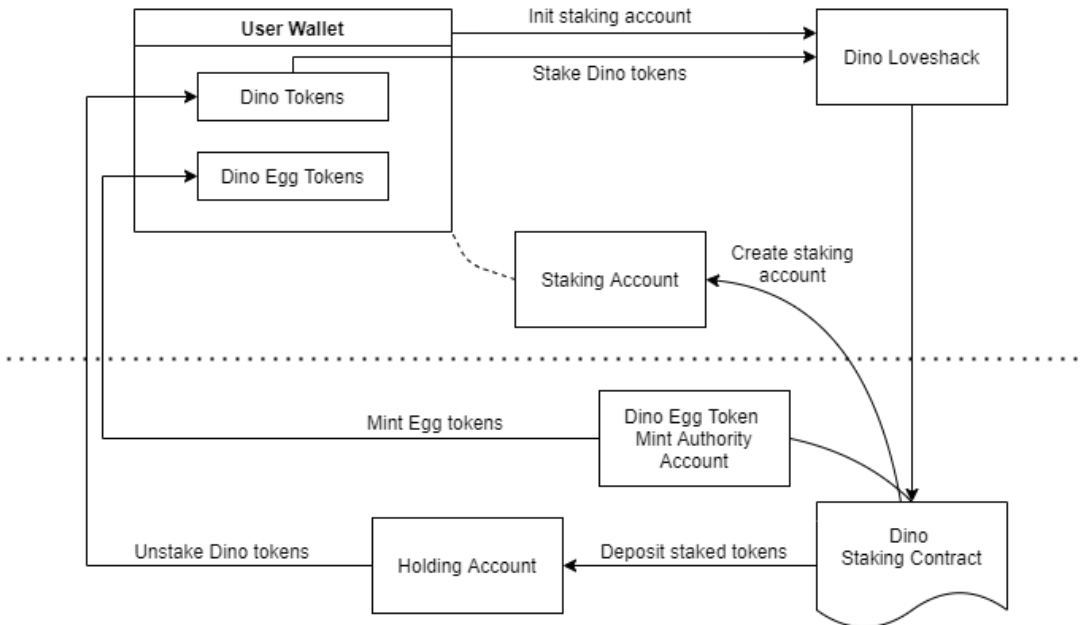 User Wallet
Init staking account
Dino Loveshack
Stake Dino tokens
Dino Tokens
Dino Egg Tokens
Create staking
account
Staking Account
Mint Egg tokens
Dino Egg Token
Mint Authority
Account
Dino
Staking Contract
Unstake Dino tokens
Holding Account
Deposit staked tokens